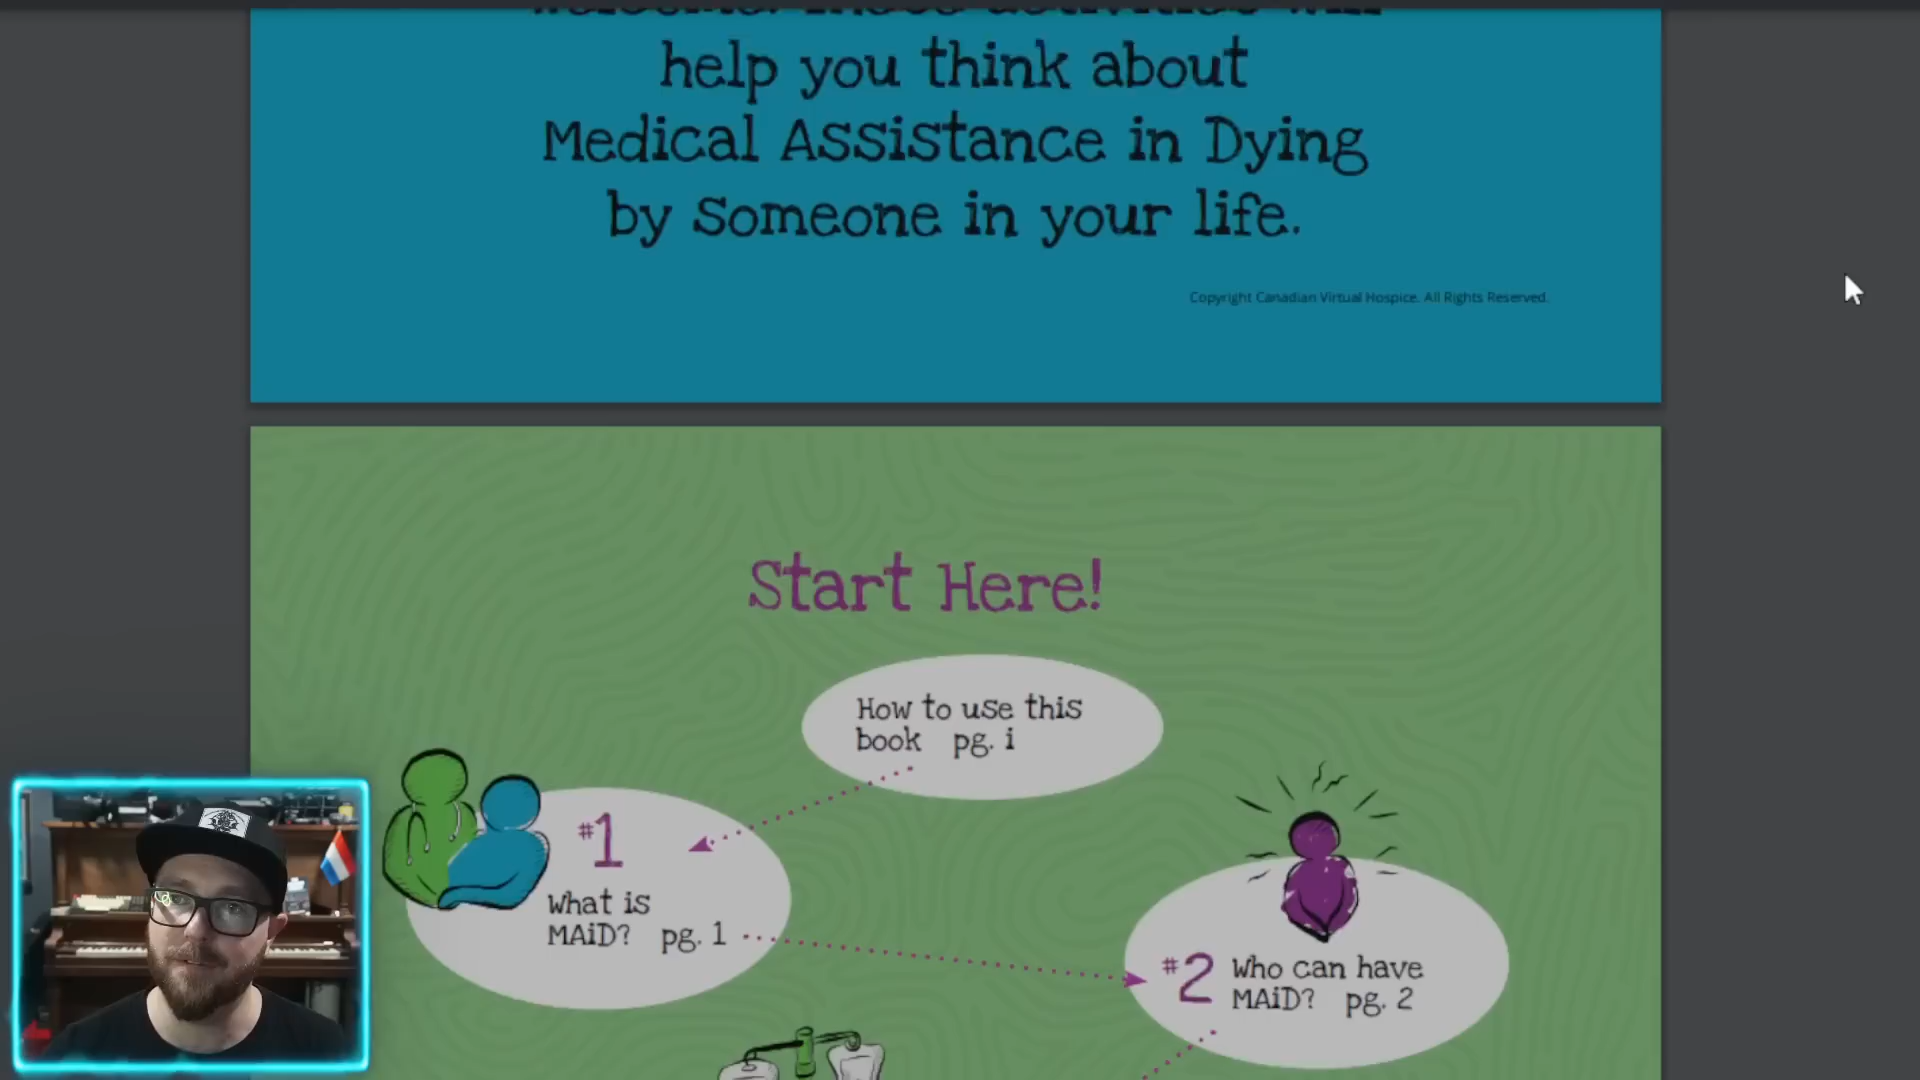 help you think about
Medical Assistance in Dying
by someone in your life.
Copyright Canadian Virtual Hospice. All Rights Reserved.
Start Here!
How to use this
book pg. i
#1
What is
MAiD? pg. 1
#2 Who can have
MAiD? pg. 2